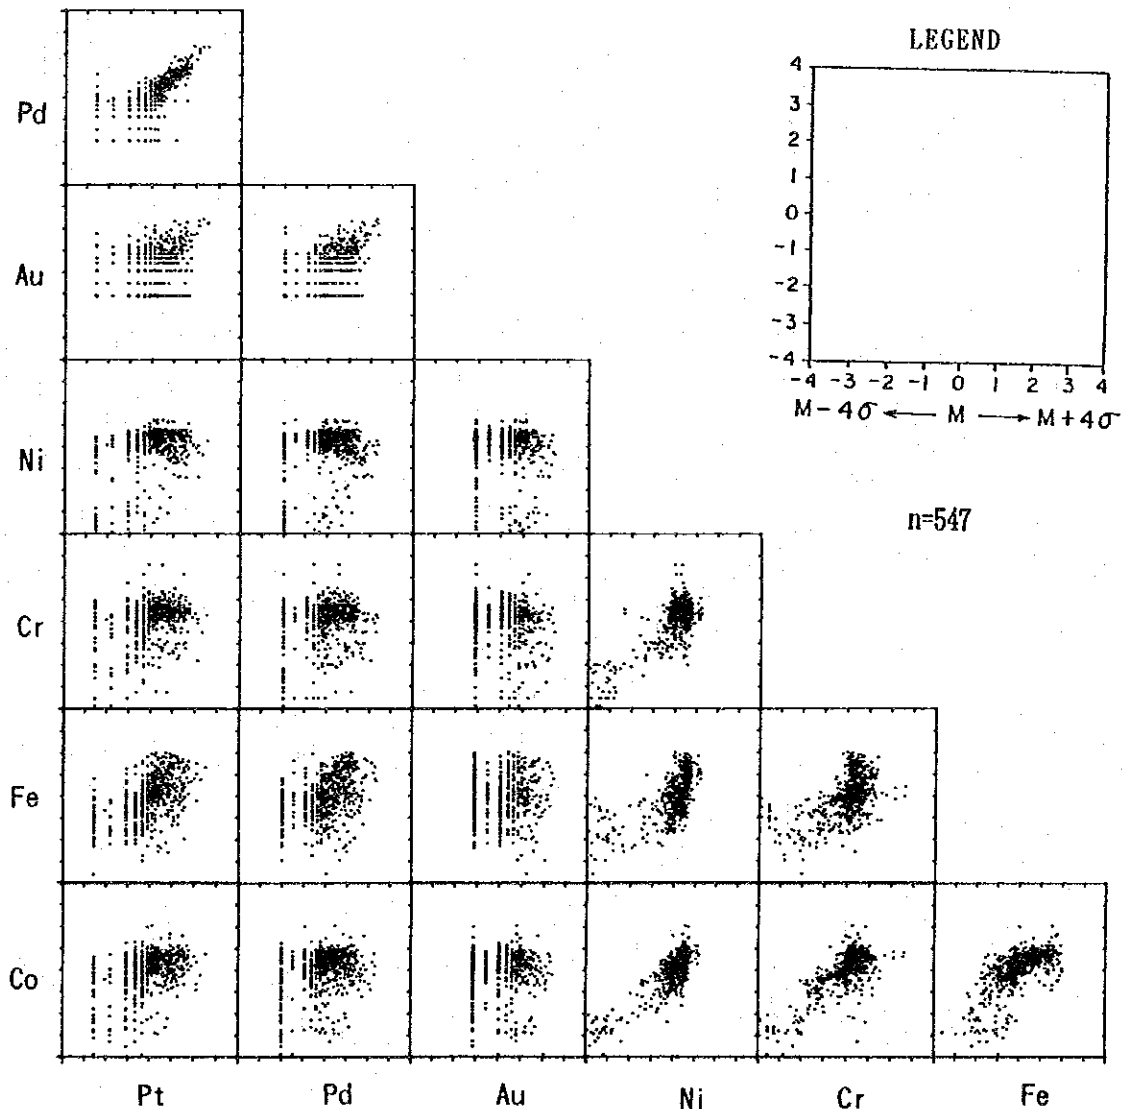 LEGEND
4
3
2
1
0
-1
-2
-3
-4
-4 -3 -2 -1 0 1 2 3 4
M-4σ ← M → M+4σ
n=547
Pd
Au
Ni
Cr
Fe
Co
Pt Pd Au Ni Cr Fe